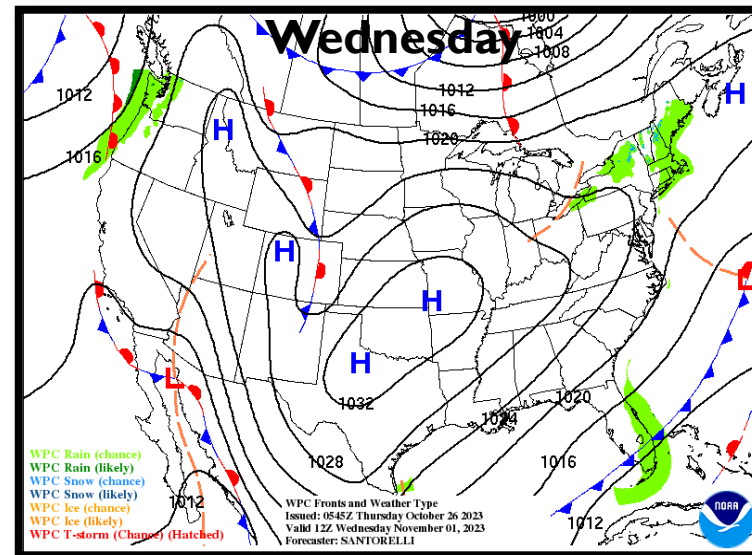 Wednesday
1000
1004
1008
1012
1012
1016
1020
H
1016
H
H
H
H
L
L
1032
1020
1024
1028
1016
1012
1012
WPC Rain (chance)
WPC Rain (likely)
WPC Snow (chance)
WPC Snow (likely)
WPC Ice (chance)
WPC Ice (likely)
WPC T-storm (Chance) (Hatched)
WPC Fronts and Weather Type
Issued: 0545Z Thursday October 26 2023
Valid 12Z Wednesday November 01, 2023
Forecaster: SANTORELLI
NOAA